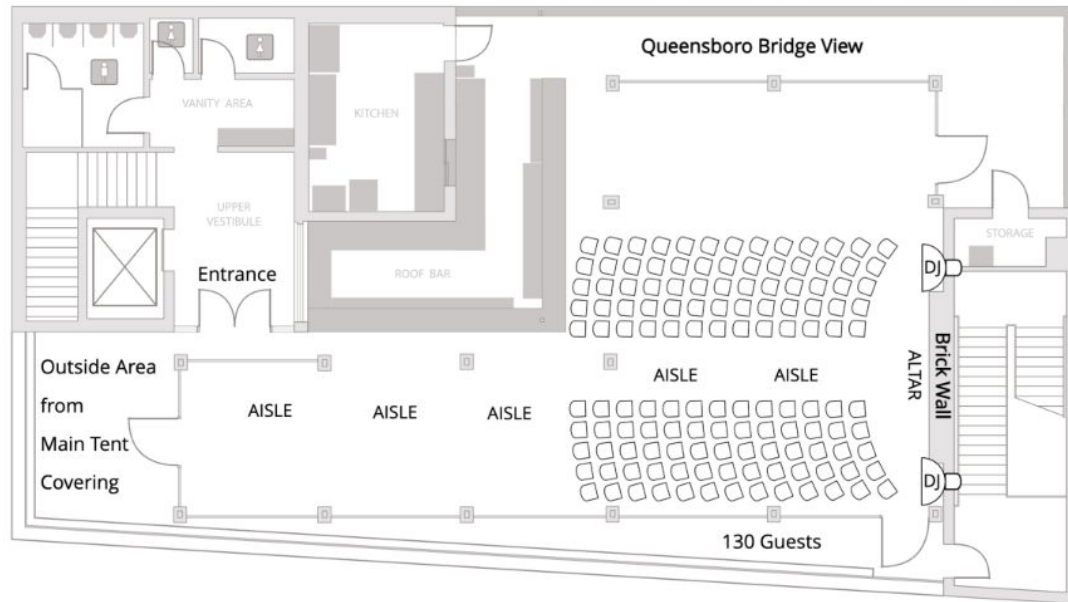 Queensboro Bridge View
VANITY AREA
KITCHEN
UPPER
VESTIBULE
STORAGE
Entrance
ROOF BAR
DJ
Outside Area
from
Main Tent
Covering
AISLE
AISLE
AISLE
AISLE
AISLE
ALTAR
Brick Wall
DJ
130 Guests